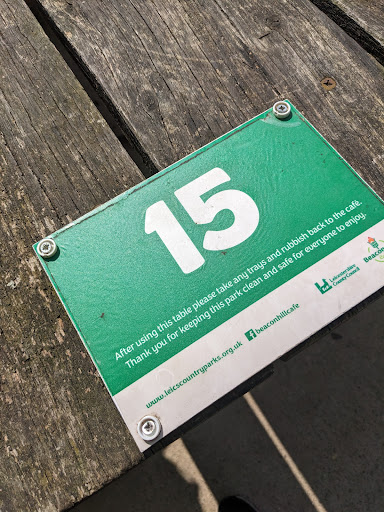 15
After using this table please take any trays and rubbish back to the café.
Thank you for keeping this park clean and safe for everyone to enjoy.
www.leicscountryparks.org.uk beaconhillcafe
Leicestershire
County Council
Beacon